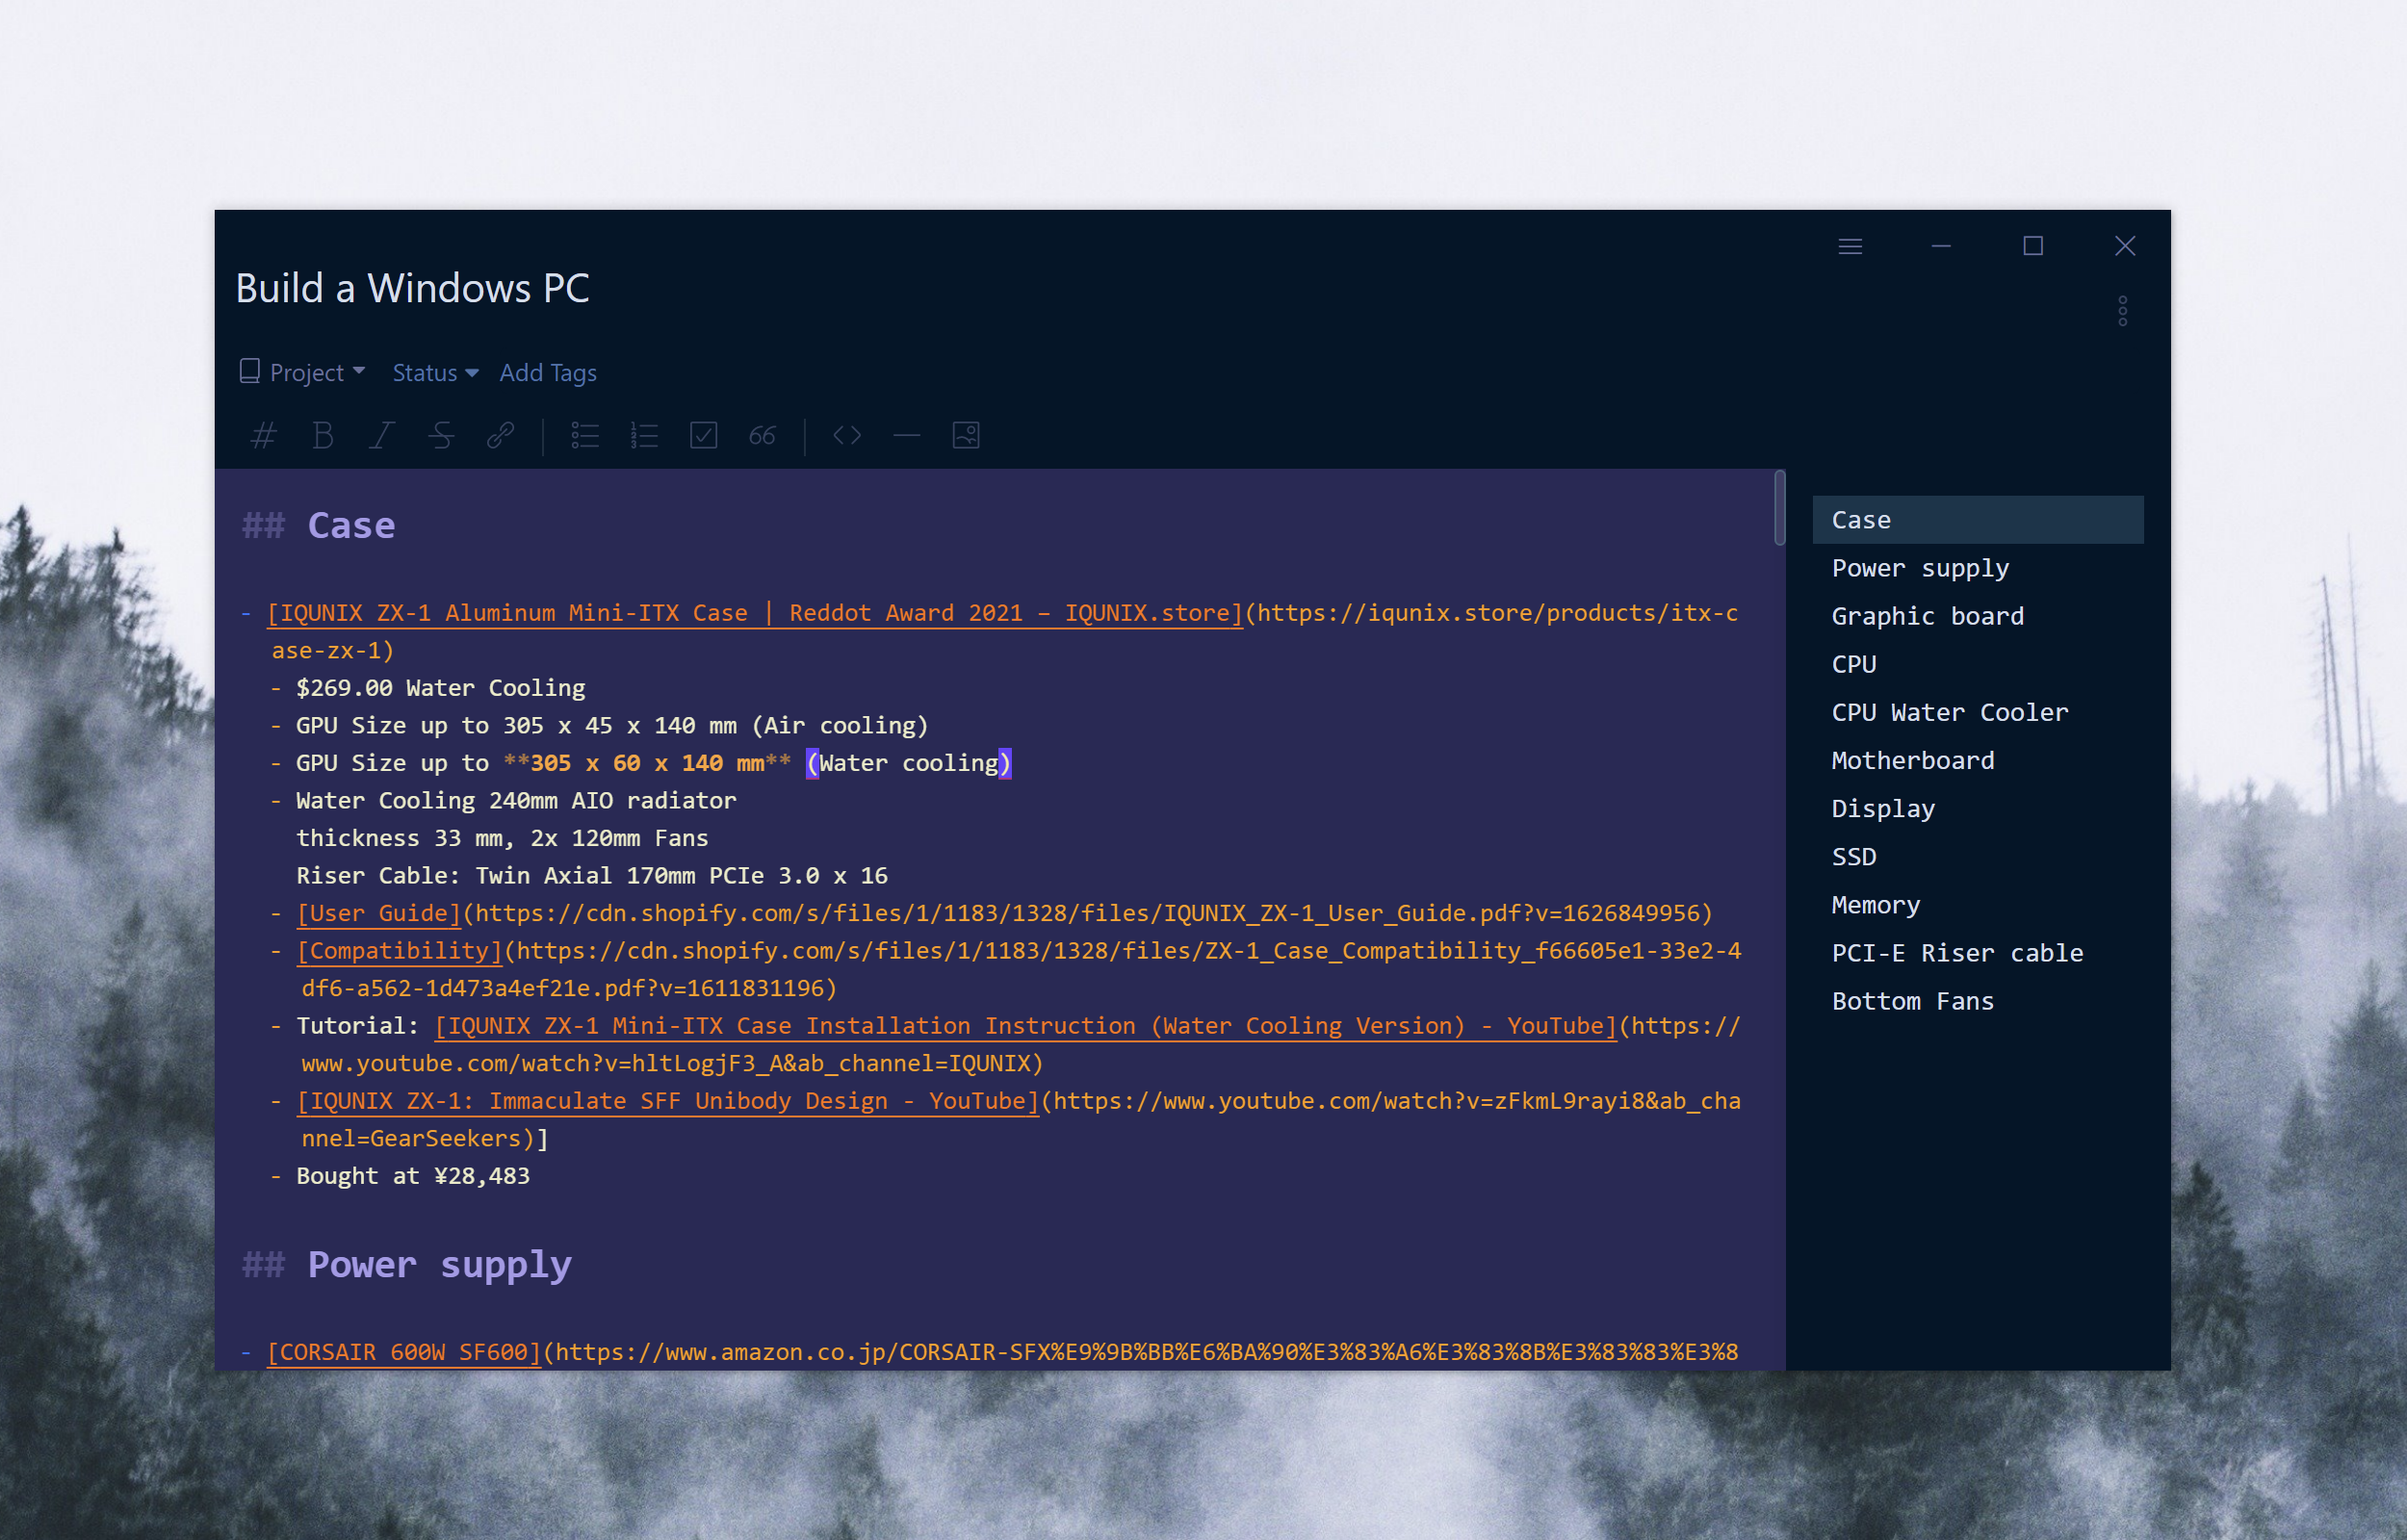 Build a Windows PC
Project Status Add Tags
## Case
- [IQUNIX ZX-1 Aluminum Mini-ITX Case | Reddot Award 2021 – IQUNIX.store](https://iqunix.store/products/itx-c
ase-zx-1)
- $269.00 Water Cooling
- GPU Size up to 305 x 45 x 140 mm (Air cooling)
- GPU Size up to **305 x 60 x 140 mm** (Water cooling)
- Water Cooling 240mm AIO radiator
thickness 33 mm, 2x 120mm Fans
Riser Cable: Twin Axial 170mm PCIe 3.0 x 16
- [User Guide](https://cdn.shopify.com/s/files/1/1183/1328/files/IQUNIX_ZX-1_User_Guide.pdf?v=1626849956)
- [Compatibility](https://cdn.shopify.com/s/files/1/1183/1328/files/ZX-1_Case_Compatibility_f66605e1-33e2-4
df6-a562-1d473a4ef21e.pdf?v=1611831196)
- Tutorial: [IQUNIX ZX-1 Mini-ITX Case Installation Instruction (Water Cooling Version) - YouTube](https://
www.youtube.com/watch?v=hltLogjF3_A&ab_channel=IQUNIX)
- [IQUNIX ZX-1: Immaculate SFF Unibody Design - YouTube](https://www.youtube.com/watch?v=zFkmL9rayi8&ab_cha
nnel=GearSeekers)]
- Bought at ¥28,483
## Power supply
- [CORSAIR 600W SF600](https://www.amazon.co.jp/CORSAIR-SFX%E9%9B%BB%E6%BA%90%E3%83%A6%E3%83%8B%E3%83%83%E3%8
Case
Power supply
Graphic board
CPU
CPU Water Cooler
Motherboard
Display
SSD
Memory
PCI-E Riser cable
Bottom Fans